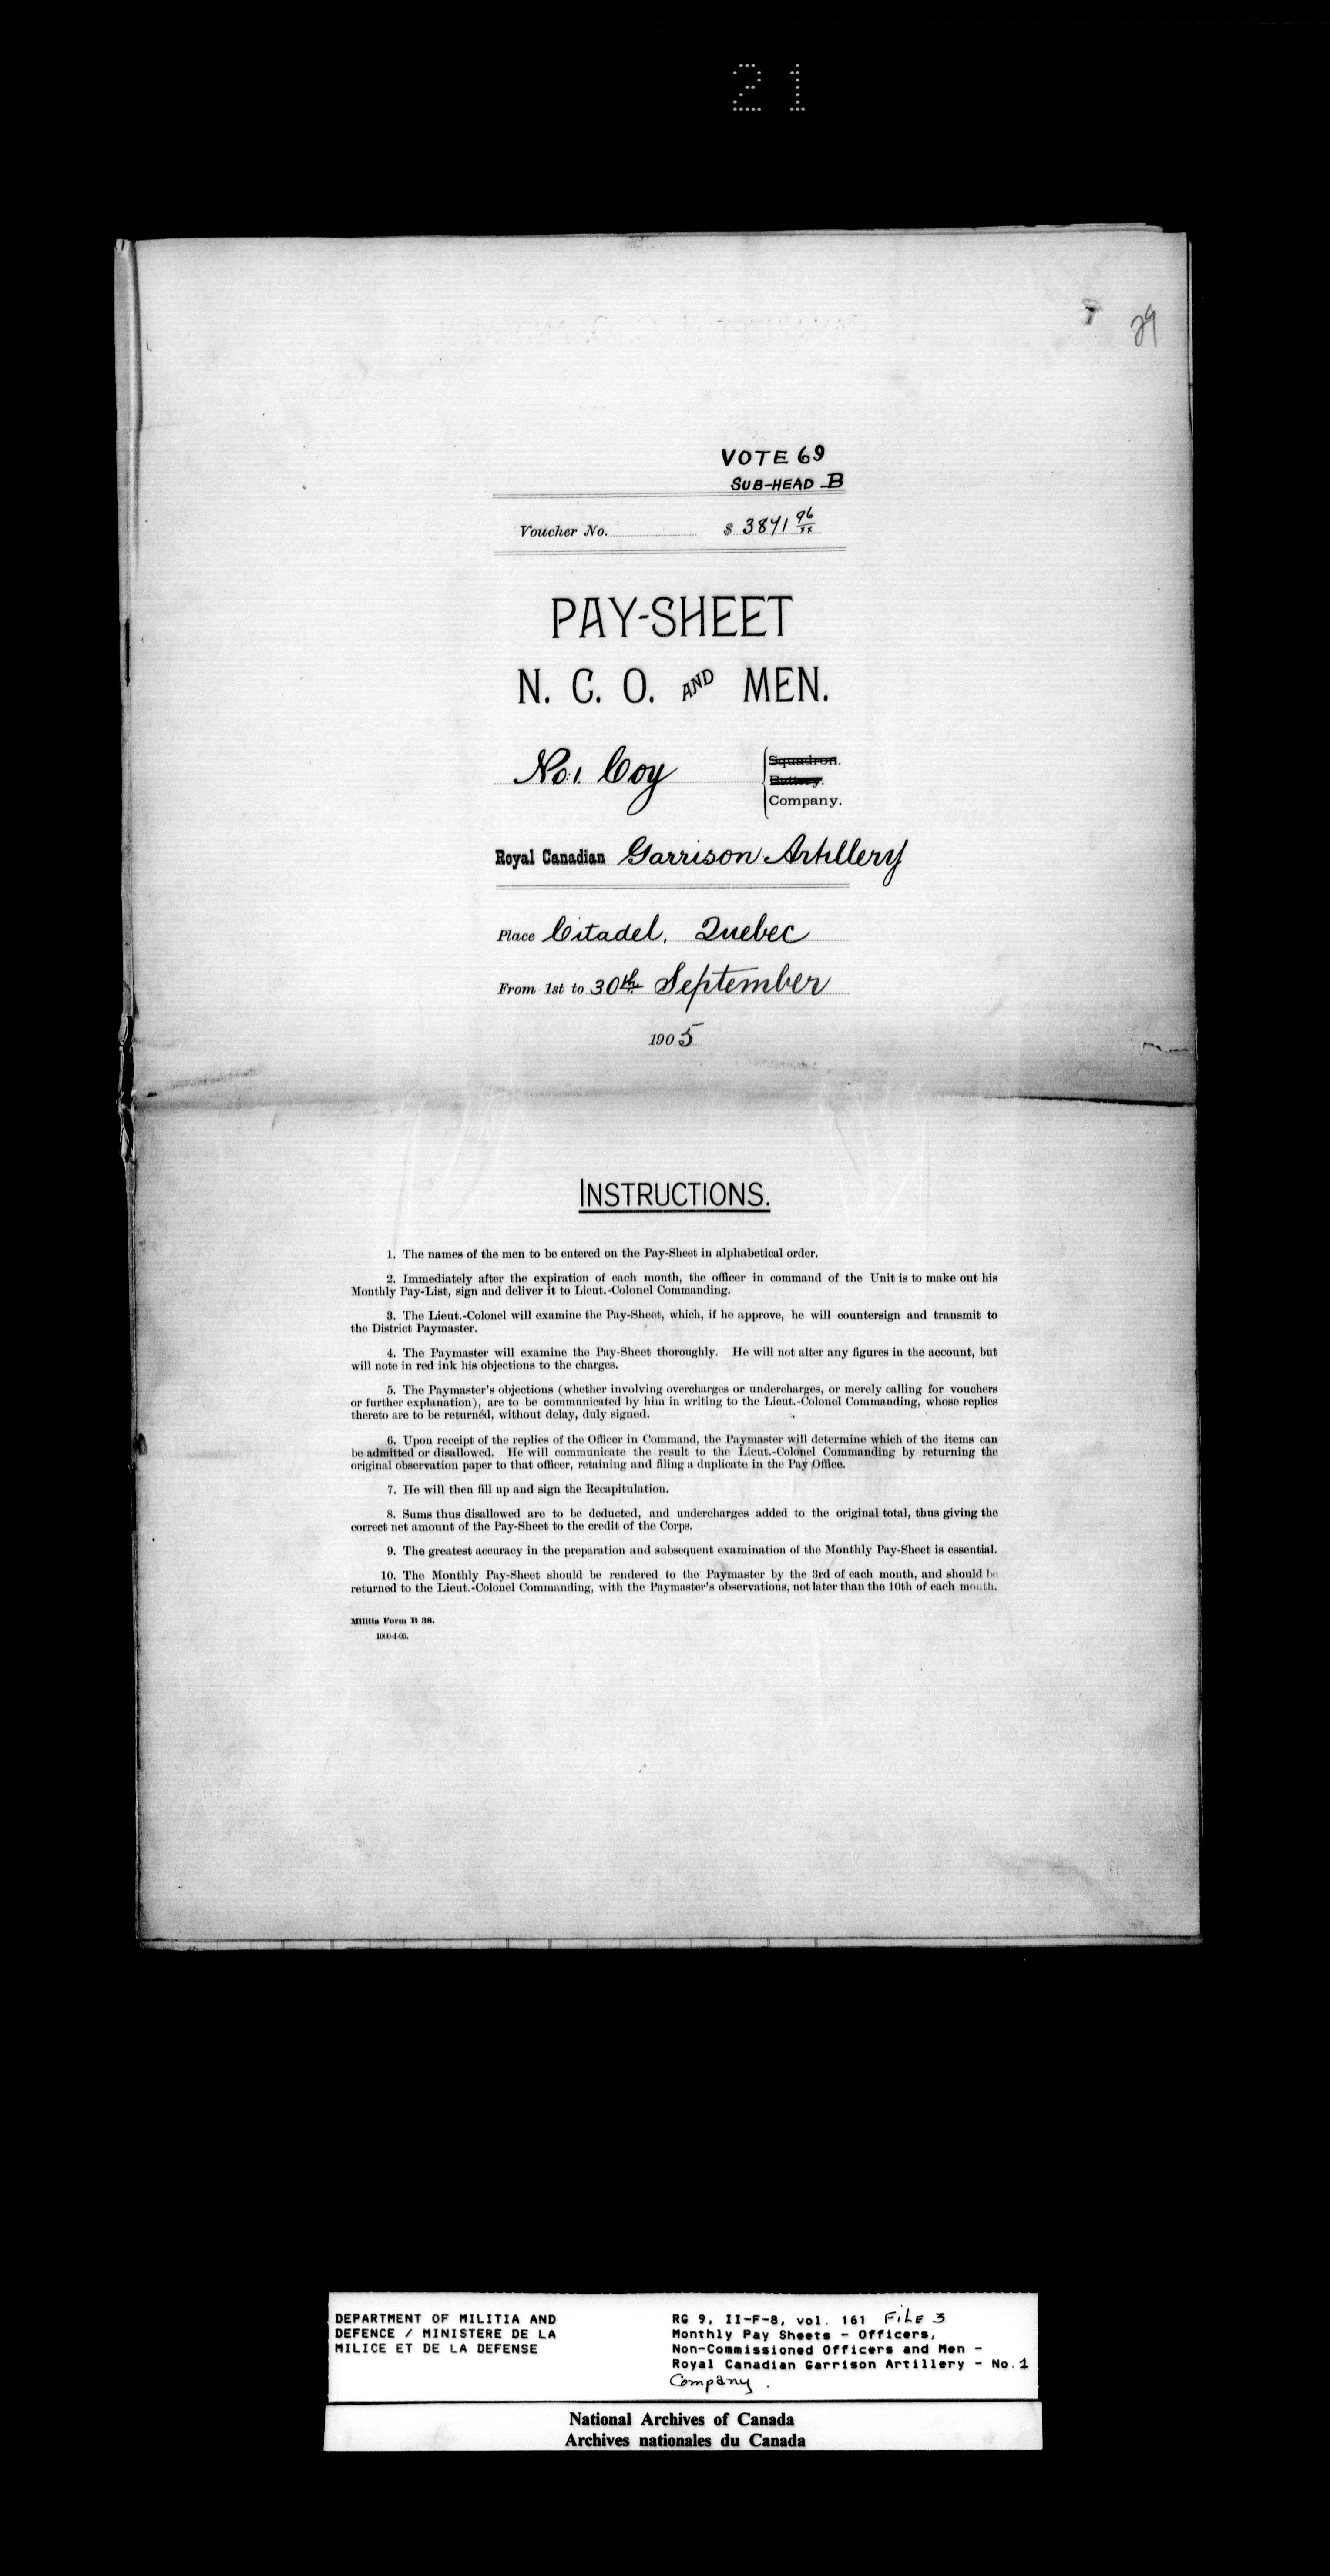 21
29
VOTE 69
SUB-HEAD B
Voucher No. $ 3841 96/xx
PAY-SHEET
N. C. O. AND MEN.
No. 1. Coy
Squadron.
Battery.
Company.
Royal Canadian Garrison Artillery
Place Citadel, Quebec
From 1st to 30th September
1905
INSTRUCTIONS.
1. The names of the men to be entered on the Pay-Sheet in alphabetical order.
2. Immediately after the expiration of each month, the officer in command of the Unit is to make out his
Monthly Pay-List, sign and deliver it to Lieut.-Colonel Commanding.
3. The Lieut.-Colonel will examine the Pay-Sheet, which, if he approve, he will countersign and transmit to
the District Paymaster.
4. The Paymaster will examine the Pay-Sheet thoroughly. He will not alter any figures in the account, but
will note in red ink his objections to the charges.
5. The Paymaster's objections (whether involving overcharges or undercharges, or merely calling for vouchers
or further explanation), are to be communicated by him in writing to the Lieut.-Colonel Commanding, whose replies
thereto are to be returned, without delay, duly signed.
6. Upon receipt of the replies of the Officer in Command, the Paymaster will determine which of the items can
be admitted or disallowed. He will communicate the result to the Lieut.-Colonel Commanding by returning the
original observation paper to that officer, retaining and filing a duplicate in the Pay Office.
7. He will then fill up and sign the Recapitulation.
8. Sums thus disallowed are to be deducted, and undercharges added to the original total, thus giving the
correct net amount of the Pay-Sheet to the credit of the Corps.
9. The greatest accuracy in the preparation and subsequent examination of the Monthly Pay-Sheet is essential.
10. The Monthly Pay-Sheet should be rendered to the Paymaster by the 3rd of each month, and should be
returned to the Lieut.-Colonel Commanding, with the Paymaster's observations, not later than the 10th of each month.
Militia Form B 38.
1000-4-05.
DEPARTMENT OF MILITIA AND
DEFENCE / MINISTERE DE LA
MILICE ET DE LA DEFENSE
RG 9, II-F-8, vol. 161 FILE 3
Monthly Pay Sheets - Officers,
Non-Commissioned Officers and Men -
Royal Canadian Garrison Artillery - No.1
Company.
National Archives of Canada
Archives nationales du Canada